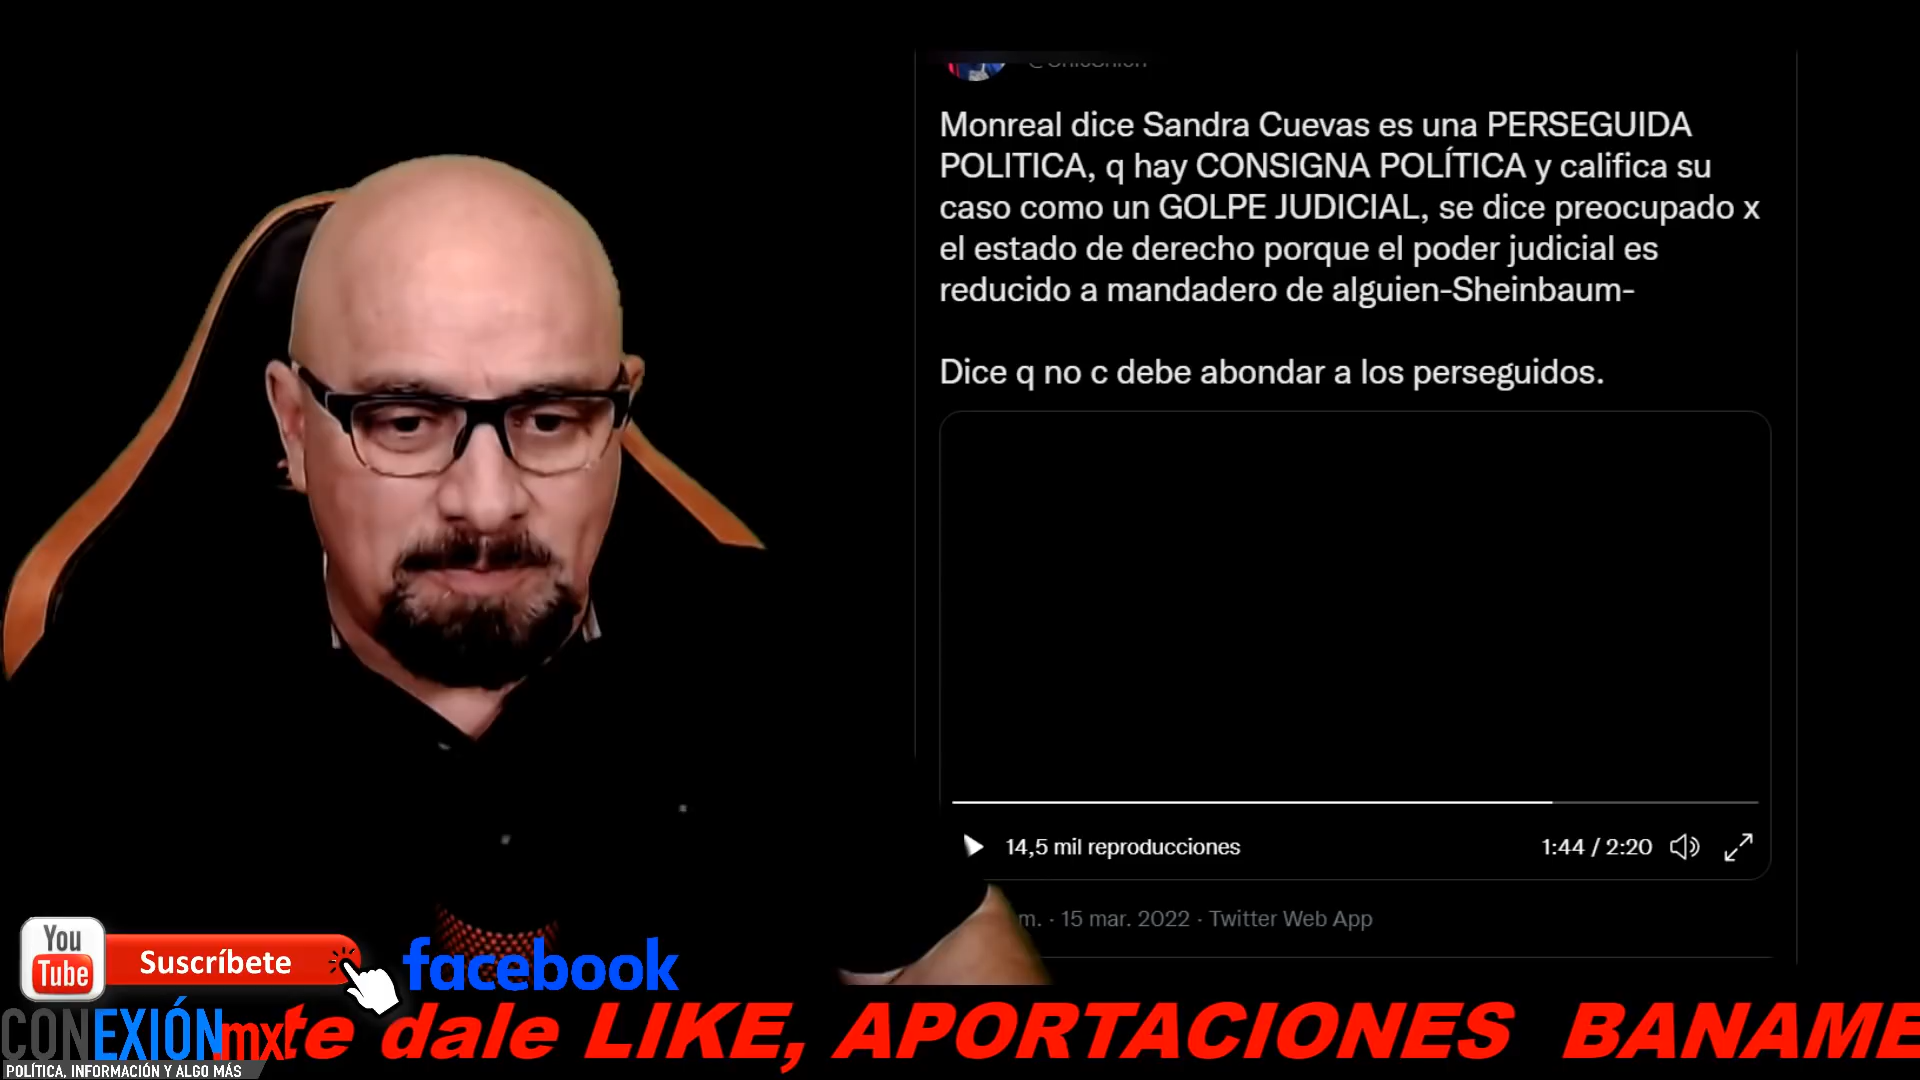 Monreal dice Sandra Cuevas es una PERSEGUIDA
POLITICA, q hay CONSIGNA POLÍTICA y califica su
caso como un GOLPE JUDICIAL, se dice preocupado x
el estado de derecho porque el poder judicial es
reducido a mandadero de alguien-Sheinbaum-
Dice q no c debe abondar a los perseguidos.
14,5 mil reproducciones
1:44 / 2:20
m. · 15 mar. 2022 · Twitter Web App
You
Tube
Suscríbete
facebook
te dale LIKE, APORTACIONES BANAME
CONEXIÓN mx
POLÍTICA, INFORMACIÓN Y ALGO MÁS